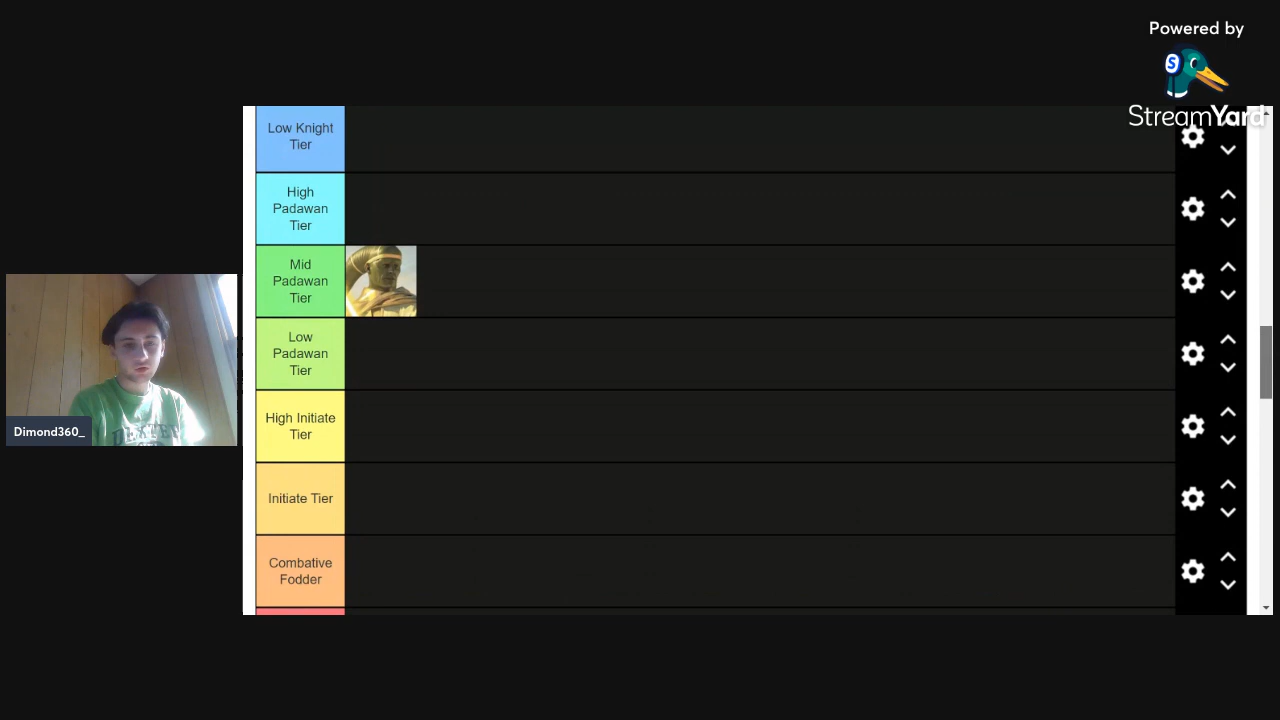 Powered by
S
StreamYard
Low Knight
Tier
High
Padawan
Tier
Mid
Padawan
Tier
Low
Padawan
Tier
High Initiate
Tier
Initiate Tier
Combative
Fodder
Dimond360_
DEXTER